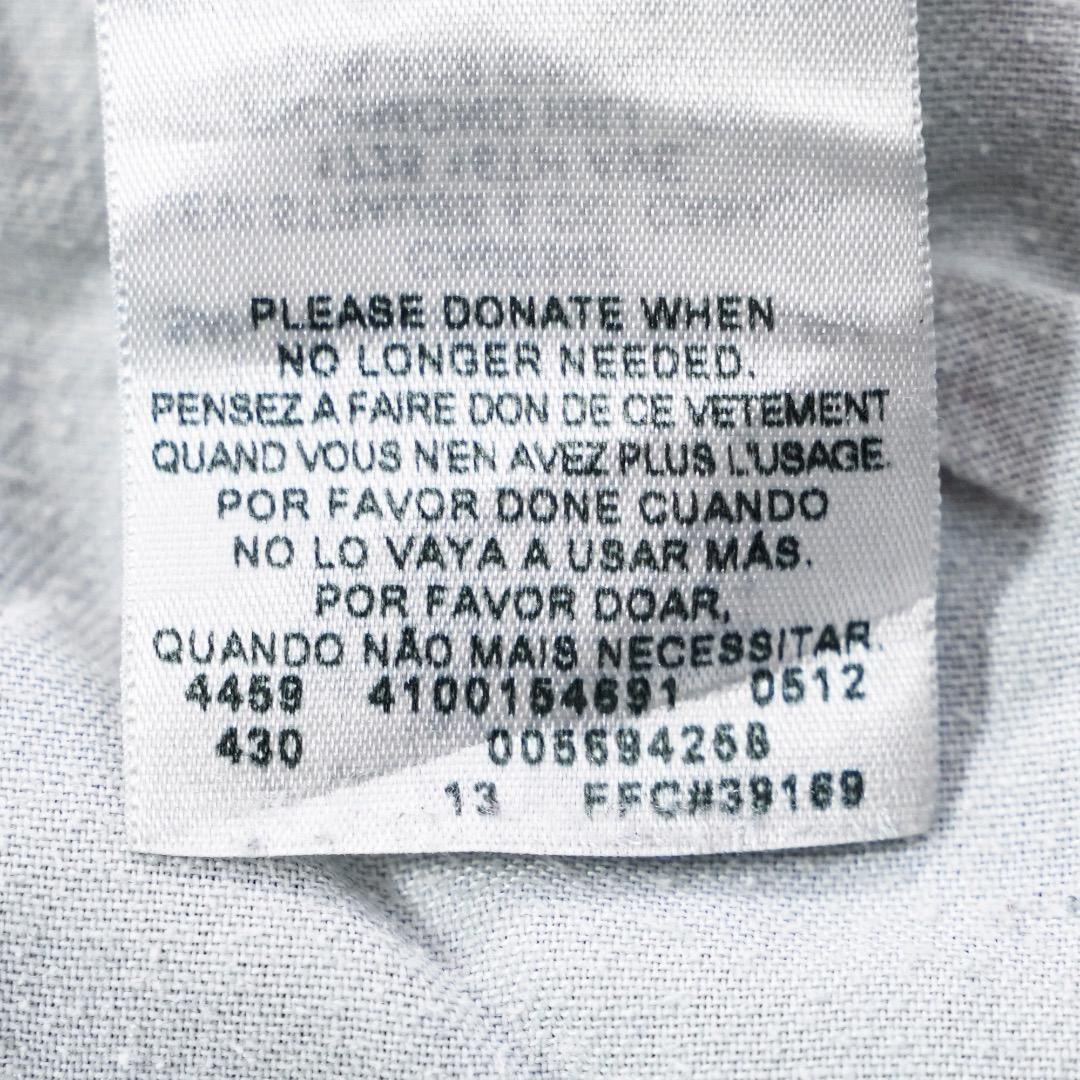 PLEASE DONATE WHEN
NO LONGER NEEDED.
PENSEZ A FAIRE DON DE CE VETEMENT
QUAND VOUS N'EN AVEZ PLUS L'USAGE.
POR FAVOR DONE CUANDO
NO LO VAYA A USAR MÁS.
POR FAVOR DOAR,
QUANDO NÃO MAIS NECESSITAR.
4459 4100154691 0512
430 005694258
13 FFC#39169